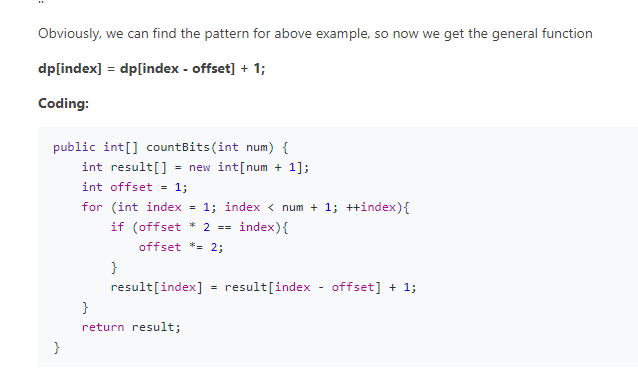 ..
Obviously, we can find the pattern for above example, so now we get the general function
dp[index] = dp[index - offset] + 1;
Coding:
public int[] countBits(int num) {
    int result[] = new int[num + 1];
    int offset = 1;
    for (int index = 1; index < num + 1; ++index){
        if (offset * 2 == index){
            offset *= 2;
        }
        result[index] = result[index - offset] + 1;
    }
    return result;
}